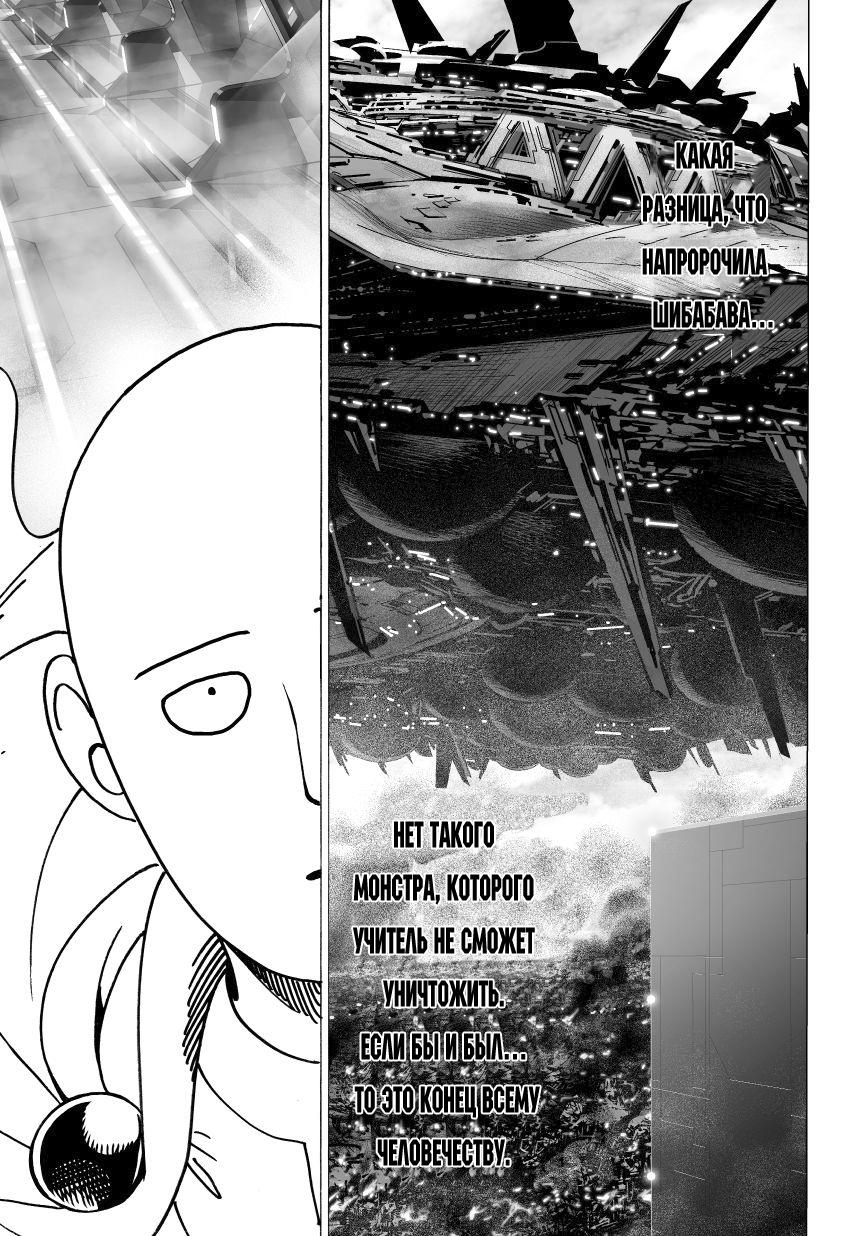 КАКАЯ
РАЗНИЦА, ЧТО
НАПРОРОЧИЛА
ШИБАБАВА...
НЕТ ТАКОГО
МОНСТРА, КОТОРОГО
УЧИТЕЛЬ НЕ СМОЖЕТ
УНИЧТОЖИТЬ.
ЕСЛИ БЫ И БЫЛ...
ТО ЭТО КОНЕЦ ВСЕМУ
ЧЕЛОВЕЧЕСТВУ.